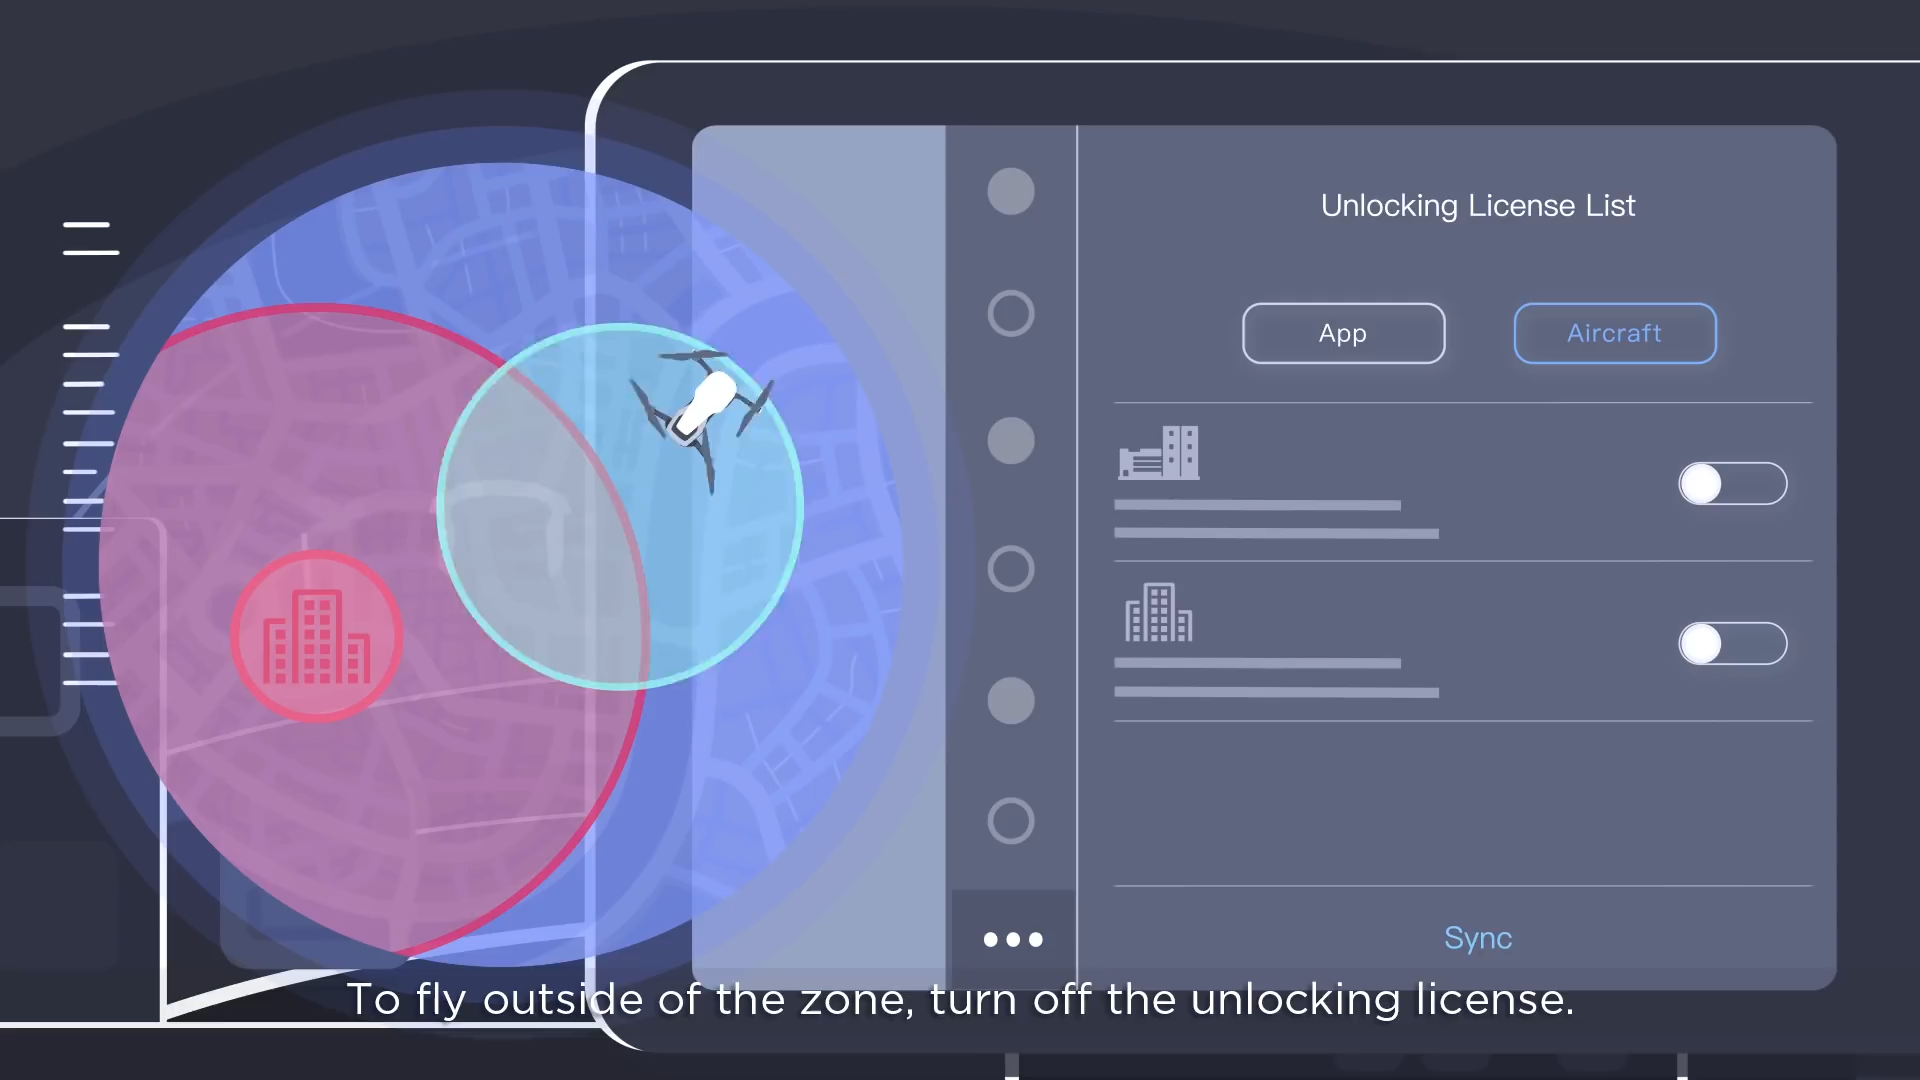 Unlocking License List
App
Aircraft
Sync
To fly outside of the zone, turn off the unlocking license.